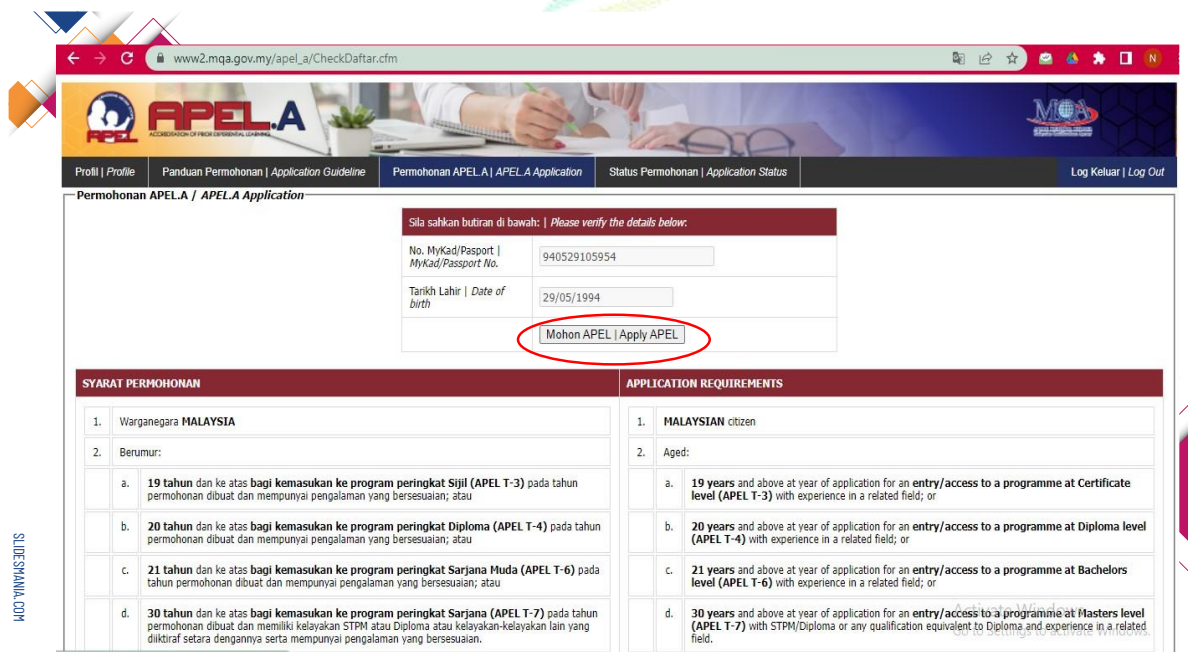 www2.mqa.gov.my/apel_a/CheckDaftar.cfm
N
APEL
APEL.A
ACCREDITATION OF PRIOR EXPERIENTIAL LEARNING
MQA
Profil | Profile
Panduan Permohonan | Application Guideline
Permohonan APEL.A | APEL.A Application
Status Permohonan | Application Status
Log Keluar | Log Out
Permohonan APEL.A / APEL.A Application
Sila sahkan butiran di bawah: | Please verify the details below:
No. MyKad/Pasport |
MyKad/Passport No.
940529105954
Tarikh Lahir | Date of
birth
29/05/1994
Mohon APEL | Apply APEL
SYARAT PERMOHONAN
1. Warganegara MALAYSIA
2. Berumur:
a. 19 tahun dan ke atas bagi kemasukan ke program peringkat Sijil (APEL T-3) pada tahun
permohonan dibuat dan mempunyai pengalaman yang bersesuaian; atau
b. 20 tahun dan ke atas bagi kemasukan ke program peringkat Diploma (APEL T-4) pada tahun
permohonan dibuat dan mempunyai pengalaman yang bersesuaian; atau
c. 21 tahun dan ke atas bagi kemasukan ke program peringkat Sarjana Muda (APEL T-6) pada
tahun permohonan dibuat dan mempunyai pengalaman yang bersesuaian; atau
d. 30 tahun dan ke atas bagi kemasukan ke program peringkat Sarjana (APEL T-7) pada tahun
permohonan dibuat dan memiliki kelayakan STPM atau Diploma atau kelayakan-kelayakan lain yang
diiktiraf setara dengannya serta mempunyai pengalaman yang bersesuaian.
APPLICATION REQUIREMENTS
1. MALAYSIAN citizen
2. Aged:
a. 19 years and above at year of application for an entry/access to a programme at Certificate
level (APEL T-3) with experience in a related field; or
b. 20 years and above at year of application for an entry/access to a programme at Diploma level
(APEL T-4) with experience in a related field; or
c. 21 years and above at year of application for an entry/access to a programme at Bachelors
level (APEL T-6) with experience in a related field; or
d. 30 years and above at year of application for an entry/access to a programme at Masters level
(APEL T-7) with STPM/Diploma or any qualification equivalent to Diploma and experience in a related
field.
Activate Windows
Go to Settings to activate Windows.
SLIDESMANIA.COM